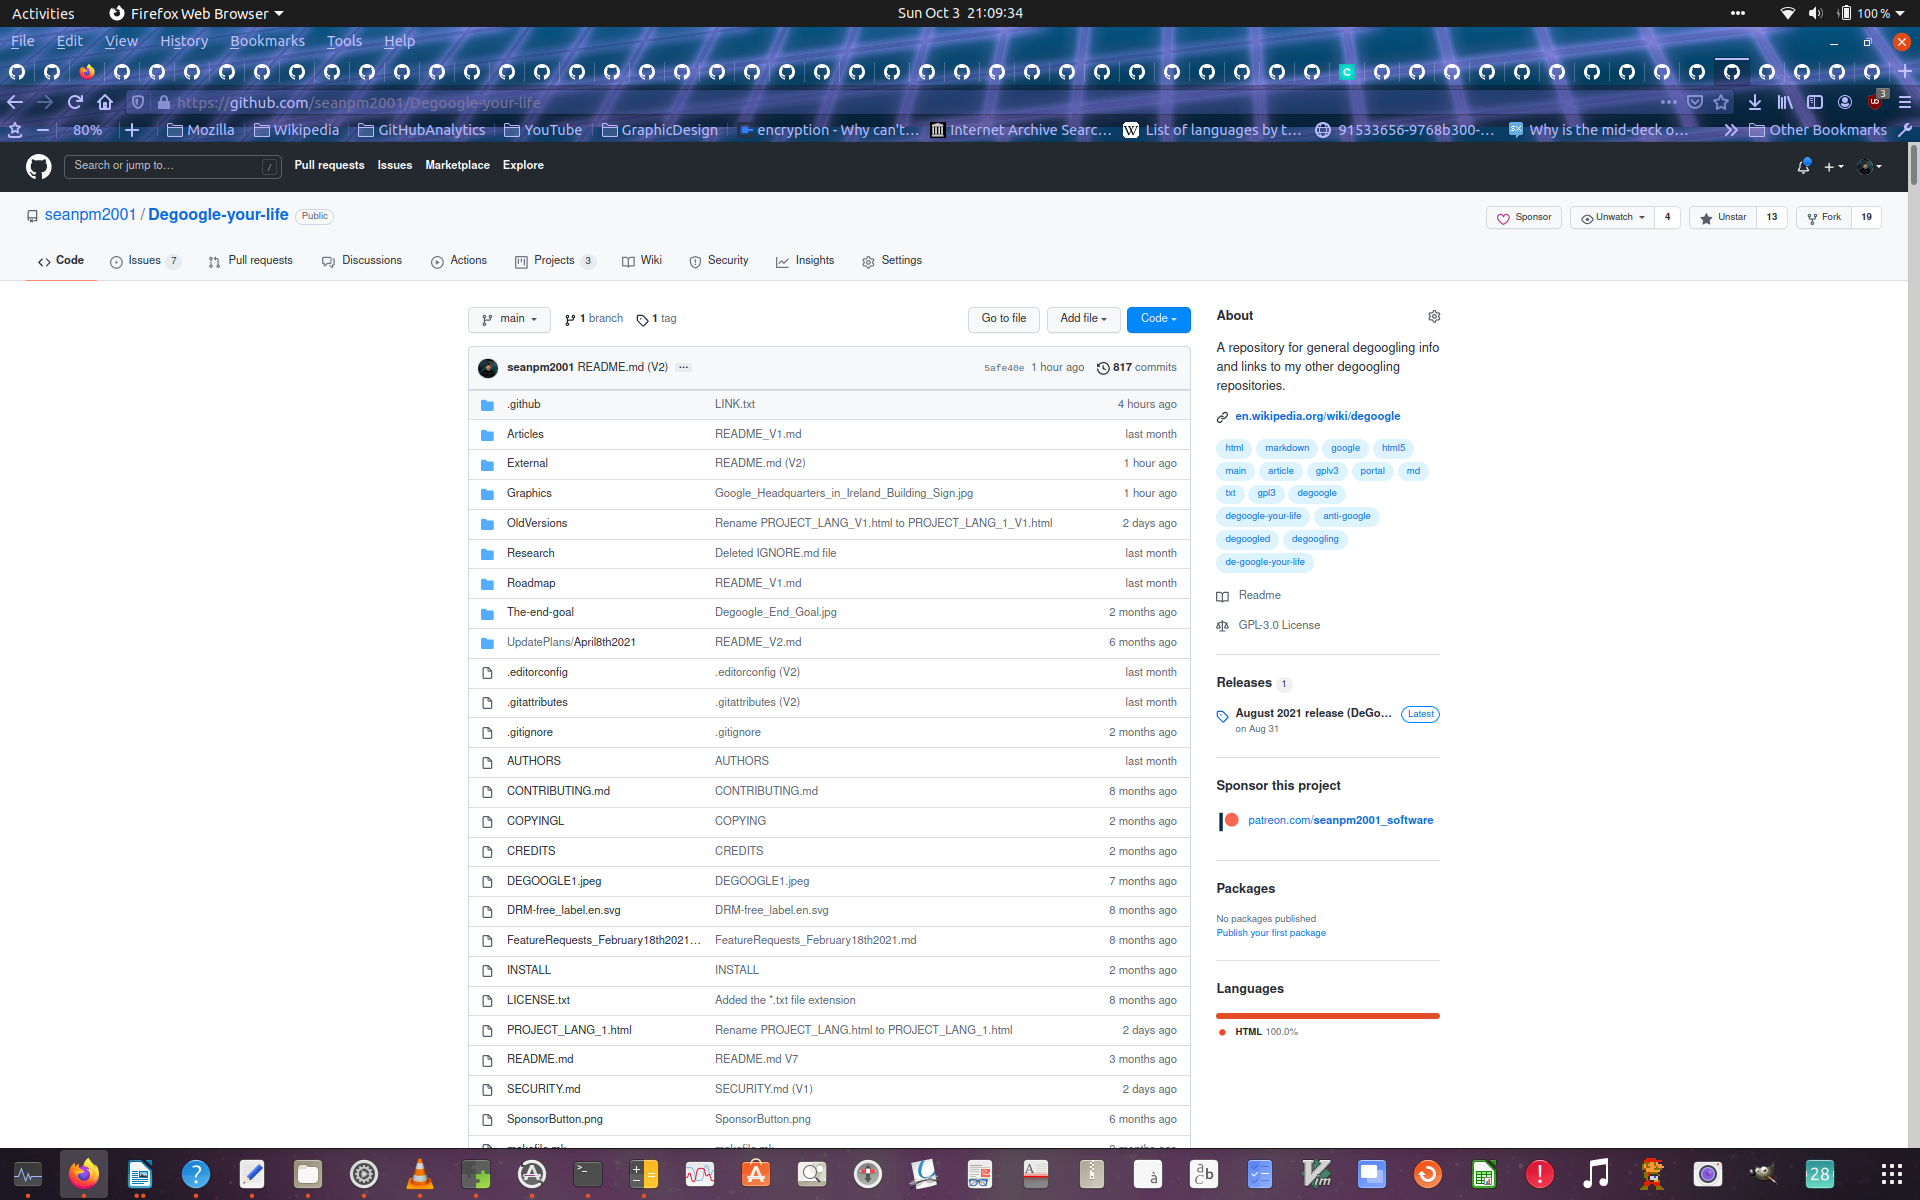 Activities Firefox Web Browser Sun Oct 3 21:09:34 100 %
File Edit View History Bookmarks Tools Help
https://github.com/seanpm2001/Degoogle-your-life 3
80% Mozilla Wikipedia GitHubAnalytics YouTube GraphicDesign encryption - Why can't... Internet Archive Searc... List of languages by t... 91533656-9768b300-... Why is the mid-deck o... Other Bookmarks
Search or jump to... / Pull requests Issues Marketplace Explore
seanpm2001 / Degoogle-your-life Public Sponsor Unwatch 4 Unstar 13 Fork 19
Code Issues 7 Pull requests Discussions Actions Projects 3 Wiki Security Insights Settings
main 1 branch 1 tag Go to file Add file Code
seanpm2001 README.md (V2) ... 5afe40e 1 hour ago 817 commits
.github LINK.txt 4 hours ago
Articles README_V1.md last month
External README.md (V2) 1 hour ago
Graphics Google_Headquarters_in_Ireland_Building_Sign.jpg 1 hour ago
OldVersions Rename PROJECT_LANG_V1.html to PROJECT_LANG_1_V1.html 2 days ago
Research Deleted IGNORE.md file last month
Roadmap README_V1.md last month
The-end-goal Degoogle_End_Goal.jpg 2 months ago
UpdatePlans/April8th2021 README_V2.md 6 months ago
.editorconfig .editorconfig (V2) last month
.gitattributes .gitattributes (V2) last month
.gitignore .gitignore 2 months ago
AUTHORS AUTHORS last month
CONTRIBUTING.md CONTRIBUTING.md 8 months ago
COPYINGL COPYING 2 months ago
CREDITS CREDITS 2 months ago
DEGOOGLE1.jpeg DEGOOGLE1.jpeg 7 months ago
DRM-free_label.en.svg DRM-free_label.en.svg 8 months ago
FeatureRequests_February18th2021... FeatureRequests_February18th2021.md 8 months ago
INSTALL INSTALL 2 months ago
LICENSE.txt Added the *.txt file extension 8 months ago
PROJECT_LANG_1.html Rename PROJECT_LANG.html to PROJECT_LANG_1.html 2 days ago
README.md README.md V7 3 months ago
SECURITY.md SECURITY.md (V1) 2 days ago
SponsorButton.png SponsorButton.png 6 months ago
About
A repository for general degoogling info
and links to my other degoogling
repositories.
en.wikipedia.org/wiki/degoogle
html markdown google html5
main article gplv3 portal md
txt gpl3 degoogle
degoogle-your-life anti-google
degoogled degoogling
de-google-your-life
Readme
GPL-3.0 License
Releases 1
August 2021 release (DeGo... Latest
on Aug 31
Sponsor this project
patreon.com/seanpm2001_software
Packages
No packages published
Publish your first package
Languages
HTML 100.0%
28